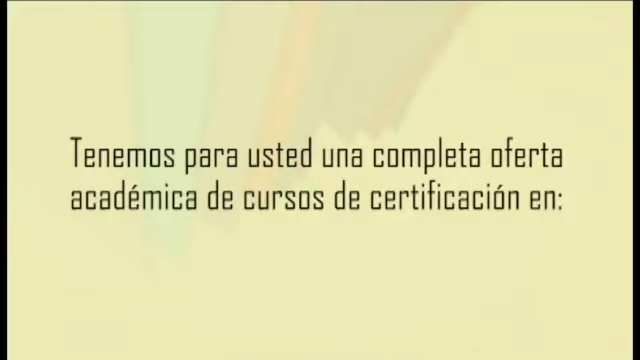 Tenemos para usted una completa oferta
académica de cursos de certificación en: